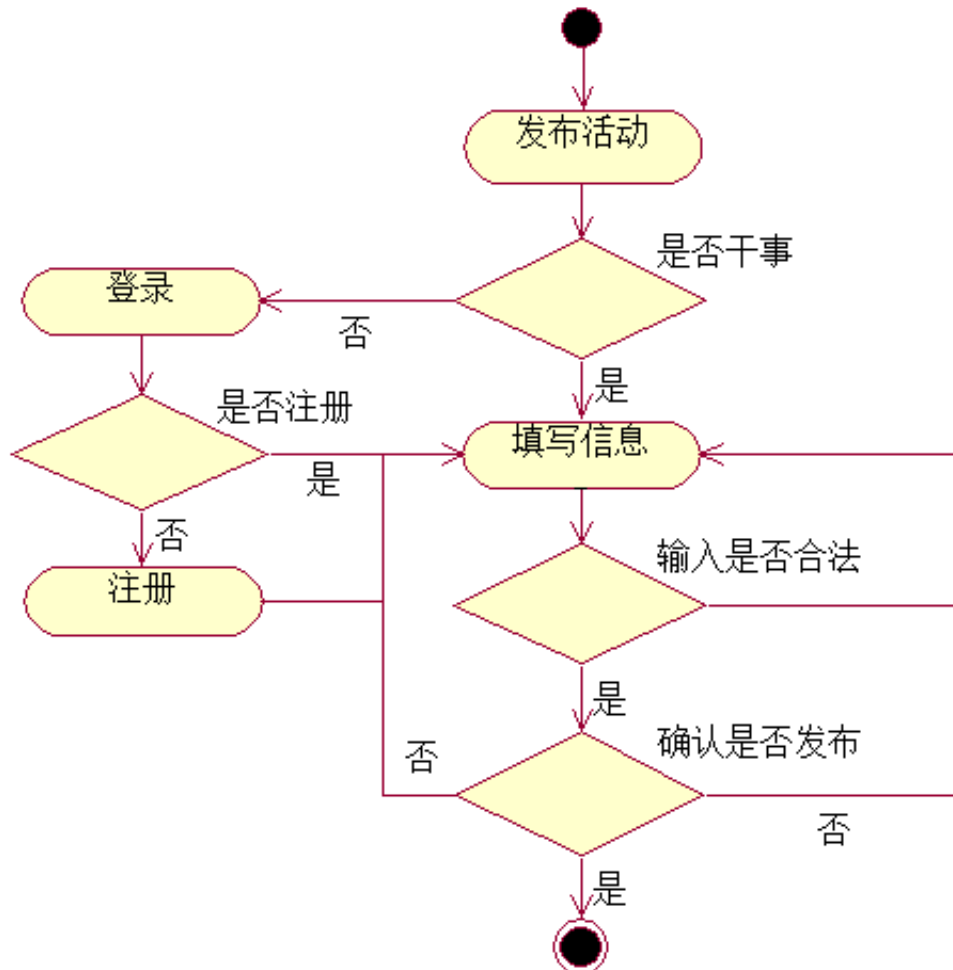 发布活动
是否干事
登录
否
是
是否注册
填写信息
是
否
输入是否合法
注册
是
确认是否发布
否
否
是